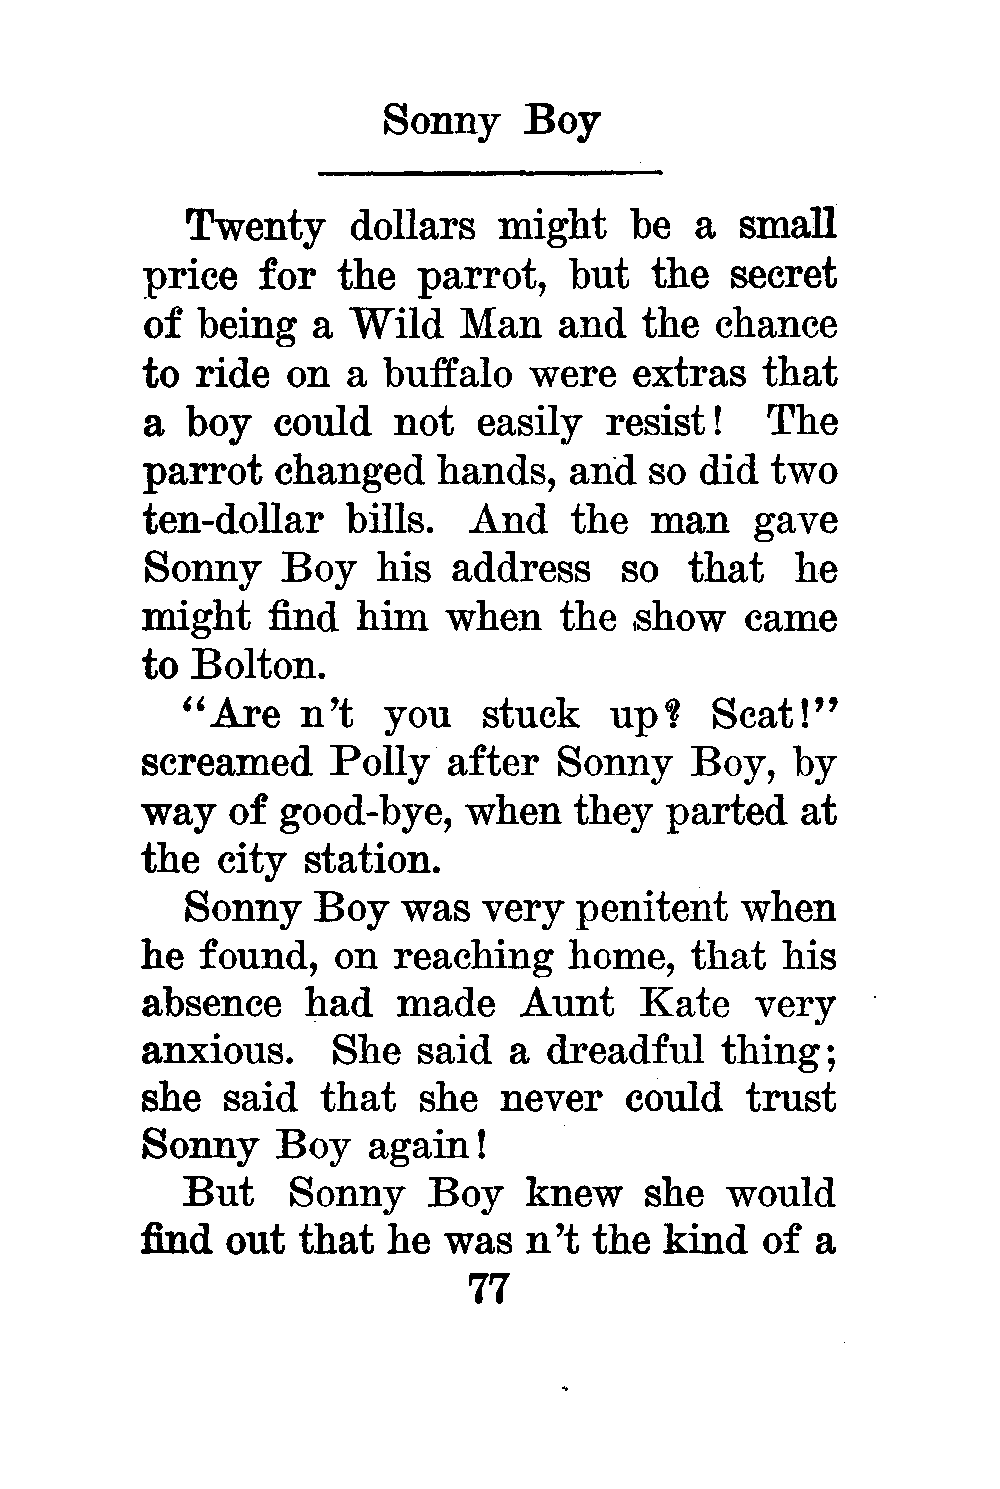 Sonny Boy
Twenty dollars might be a small
price for the parrot, but the secret
of being a Wild Man and the chance
to ride on a buffalo were extras that
a boy could not easily resist! The
parrot changed hands, and so did two
ten-dollar bills. And the man gave
Sonny Boy his address so that he
might find him when the show came
to Bolton.
“Are n’t you stuck up? Scat!”
screamed Polly after Sonny Boy, by
way of good-bye, when they parted at
the city station.
Sonny Boy was very penitent when
he found, on reaching home, that his
absence had made Aunt Kate very
anxious. She said a dreadful thing;
she said that she never could trust
Sonny Boy again!
But Sonny Boy knew she would
find out that he was n’t the kind of a
77